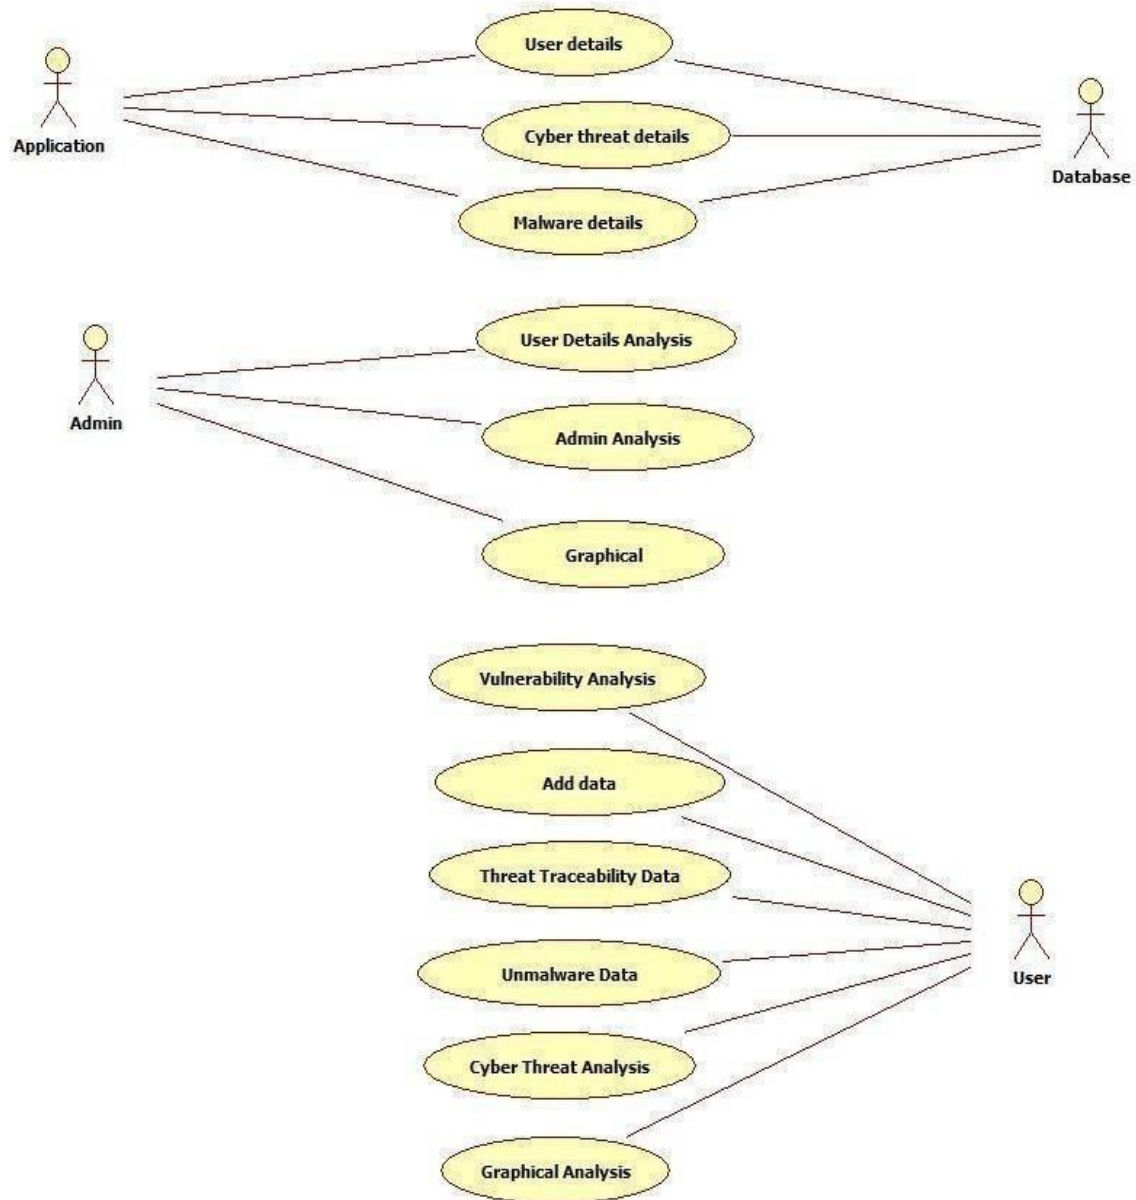 User details
Application
Cyber threat details
Database
Malware details
User Details Analysis
Admin
Admin Analysis
Graphical
Vulnerability Analysis
Add data
Threat Traceability Data
Unmalware Data
User
Cyber Threat Analysis
Graphical Analysis